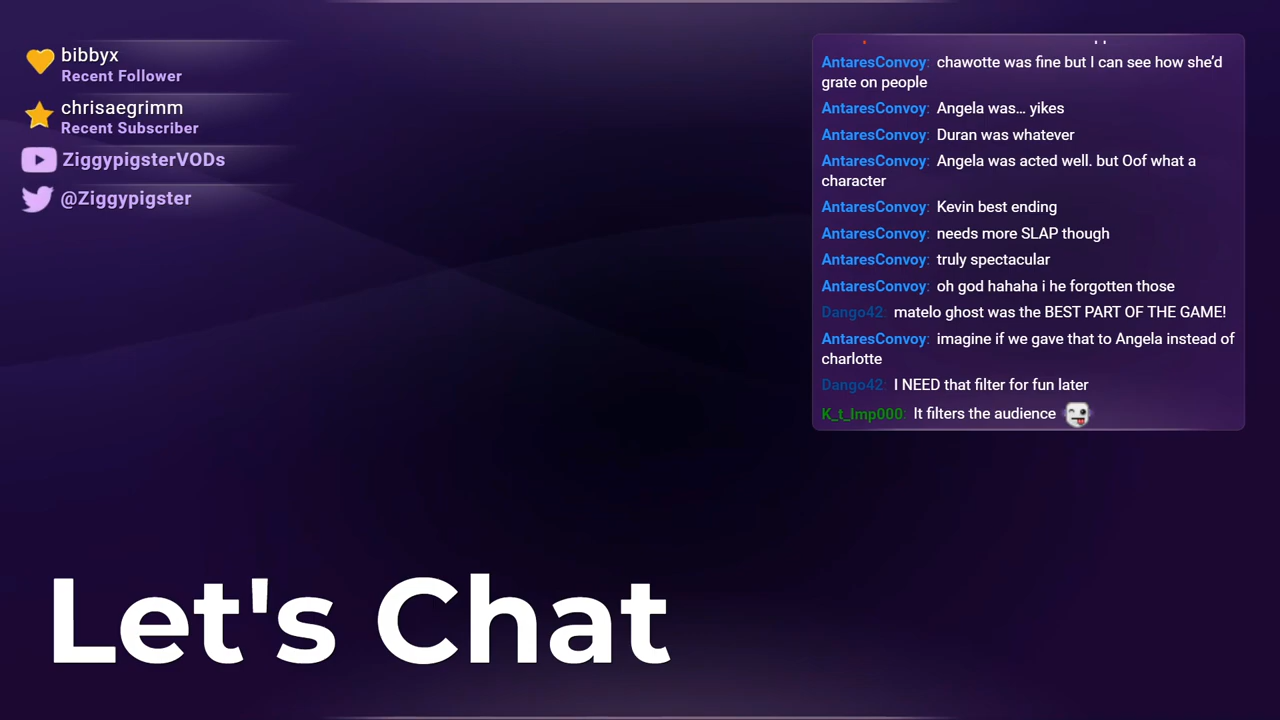 bibbyx
Recent Follower
chrisaegrimm
Recent Subscriber
ZiggypigsterVODs
@Ziggypigster
AntaresConvoy: chawotte was fine but I can see how she'd
grate on people
AntaresConvoy: Angela was... yikes
AntaresConvoy: Duran was whatever
AntaresConvoy: Angela was acted well. but Oof what a
character
AntaresConvoy: Kevin best ending
AntaresConvoy: needs more SLAP though
AntaresConvoy: truly spectacular
AntaresConvoy: oh god hahaha i he forgotten those
Dango42: matelo ghost was the BEST PART OF THE GAME!
AntaresConvoy: imagine if we gave that to Angela instead of
charlotte
Dango42: I NEED that filter for fun later
K_t_Imp000: It filters the audience
Let's Chat